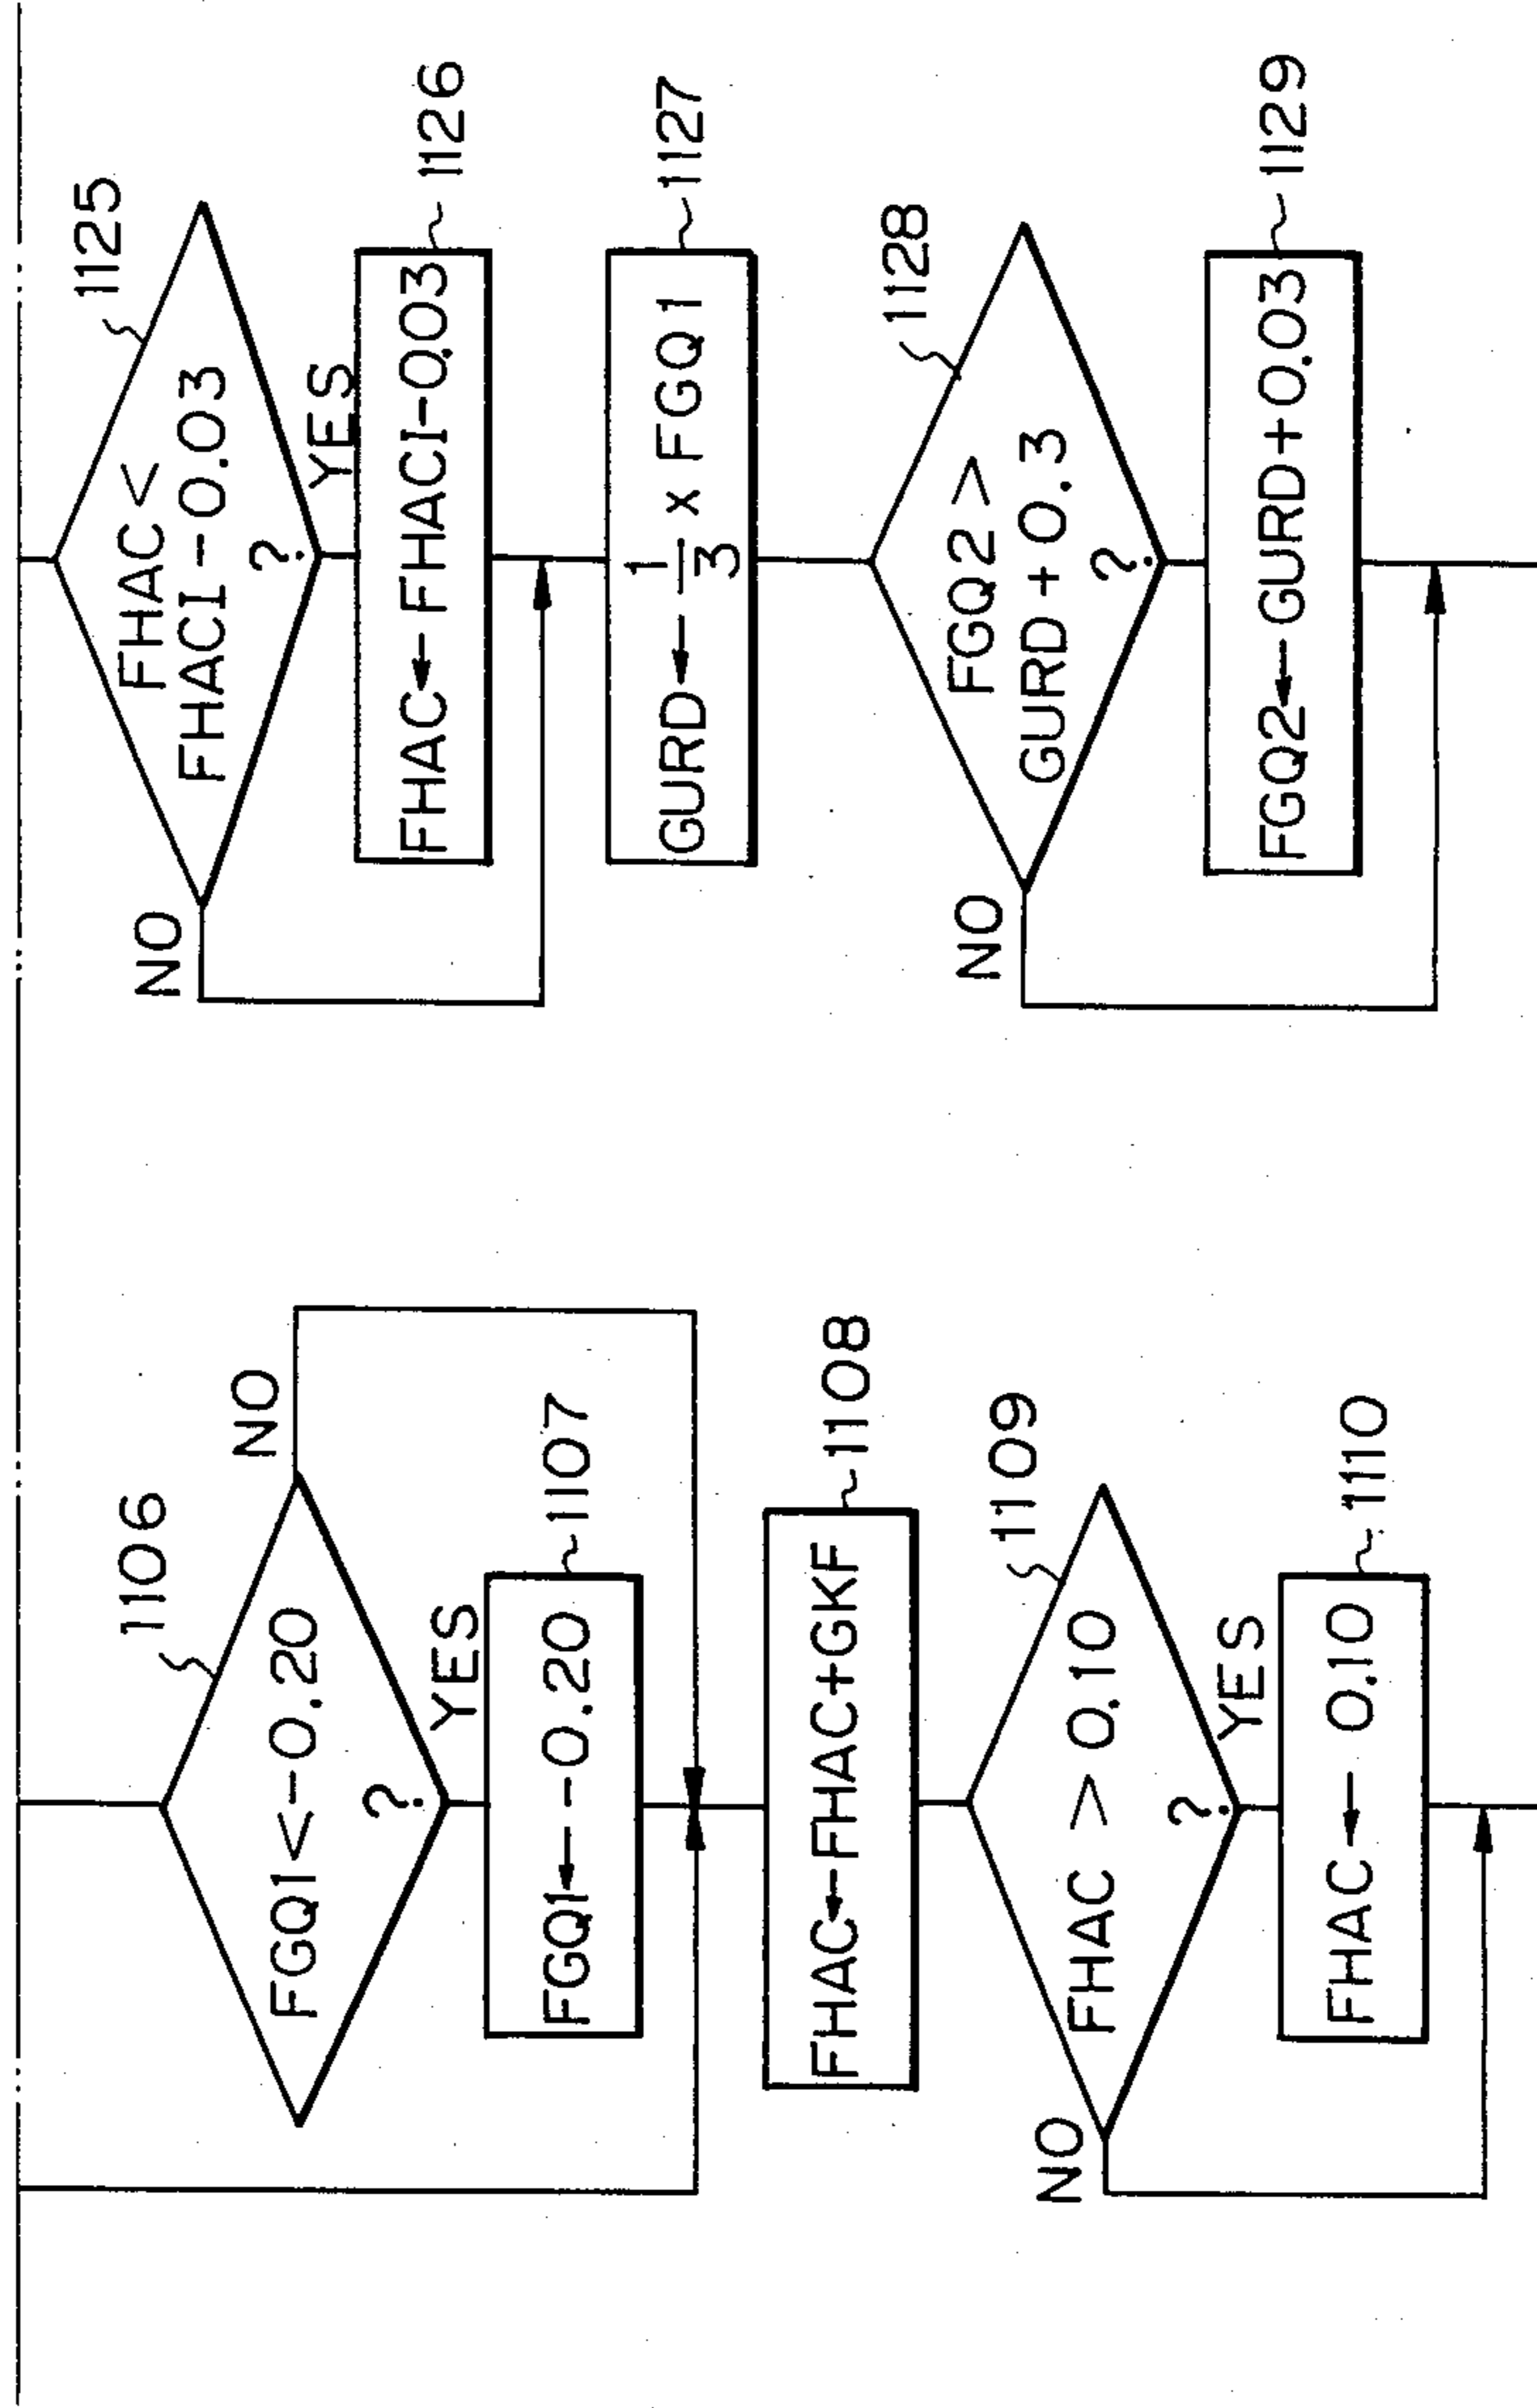 1106
FGQ1<-0.20
?
NO
YES
FGQ1←-0.20
1107
FHAC←FHAC+GKF
1108
1109
FHAC > 0.10
?
NO
YES
FHAC ← 0.10
1110
1125
FHAC <
FHACI-0.03
?
NO
YES
FHAC←FHACI-0.03
1126
GURD← 1/3 x FGQ1
1127
1128
FGQ2 >
GURD + 0.3
?
NO
FGQ2←GURD+0.03
1129